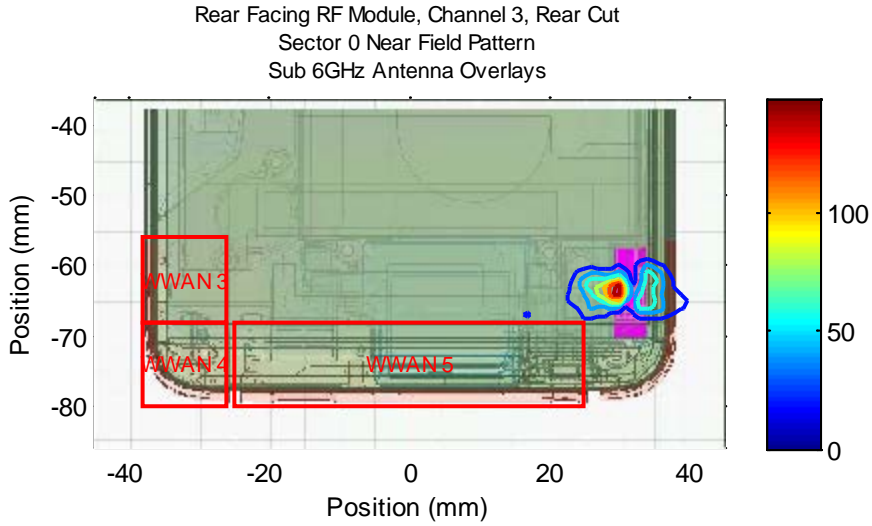 Rear Facing RF Module, Channel 3, Rear Cut
Sector 0 Near Field Pattern
Sub 6GHz Antenna Overlays
-40
-50
-60
-70
-80
Position (mm)
WWAN 3
WWAN 4
WWAN 5
-40
-20
0
20
40
Position (mm)
100
50
0